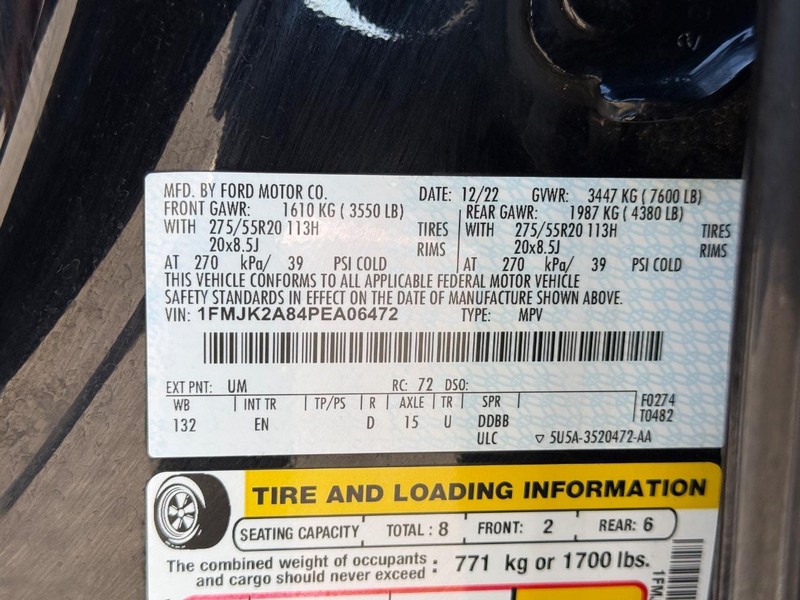 MFD. BY FORD MOTOR CO. DATE: 12/22 GVWR: 3447 KG ( 7600 LB)
FRONT GAWR: 1610 KG ( 3550 LB) REAR GAWR: 1987 KG ( 4380 LB)
WITH 275/55R20 113H TIRES WITH 275/55R20 113H TIRES
20x8.5J RIMS 20x8.5J RIMS
AT 270 kPa/ 39 PSI COLD AT 270 kPa/ 39 PSI COLD
THIS VEHICLE CONFORMS TO ALL APPLICABLE FEDERAL MOTOR VEHICLE
SAFETY STANDARDS IN EFFECT ON THE DATE OF MANUFACTURE SHOWN ABOVE.
VIN: 1FMJK2A84PEA06472 TYPE: MPV
EXT PNT: UM RC: 72 DSO:
WB INT TR TP/PS R AXLE TR SPR F0274
132 EN D 15 U DDBB T0482
ULC ▽ 5U5A-3520472-AA
TIRE AND LOADING INFORMATION
SEATING CAPACITY TOTAL : 8 FRONT: 2 REAR: 6
The combined weight of occupants
and cargo should never exceed : 771 kg or 1700 lbs.
1FM